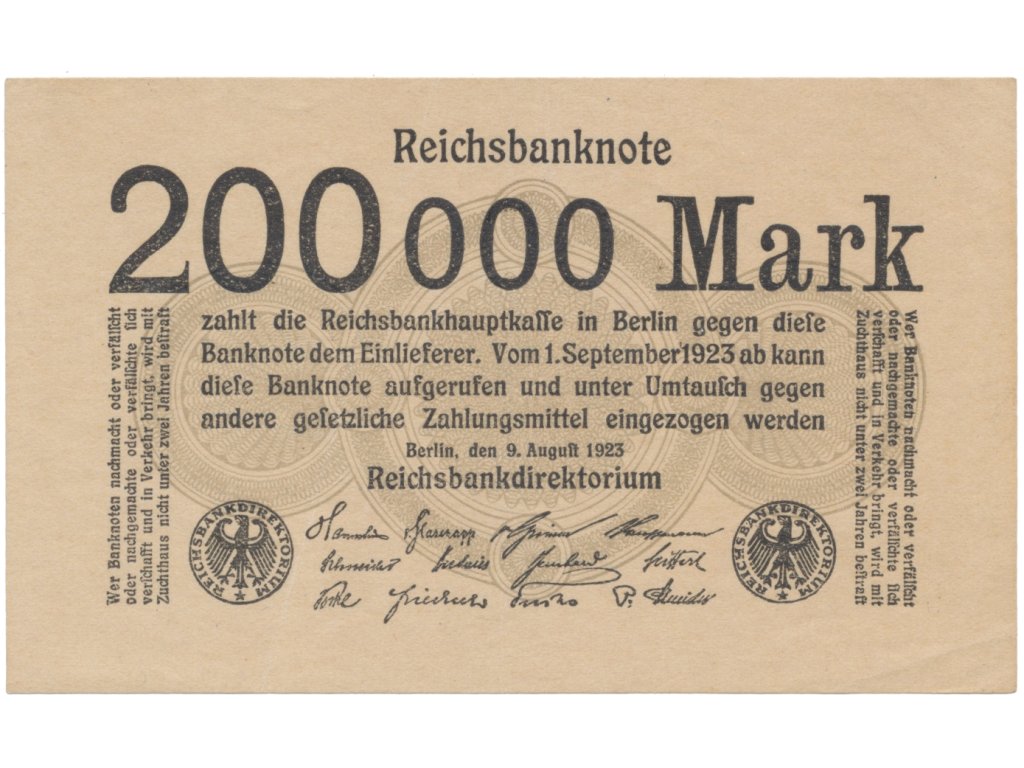 Reichsbanknote
200000 Mark
zahlt die Reichsbankhauptkaſſe in Berlin gegen dieſe
Banknote dem Einlieferer. Vom 1. September 1923 ab kann
dieſe Banknote aufgerufen und unter Umtauſch gegen
andere geſetzliche Zahlungsmittel eingezogen werden
Berlin, den 9. Auguſt 1923
Reichsbankdirektorium
Wer Banknoten nachmacht oder verfälſcht
oder nachgemachte oder verfälſchte ſich
verſchafft und in Verkehr bringt, wird mit
Zuchthaus nicht unter zwei Jahren beſtraft
Wer Banknoten nachmacht oder verfälſcht
oder nachgemachte oder verfälſchte ſich
verſchafft und in Verkehr bringt, wird mit
Zuchthaus nicht unter zwei Jahren beſtraft
REICHSBANKDIREKTORIUM
REICHSBANKDIREKTORIUM
v. Glasenapp
Schneider
Friedrich
P. Schneider